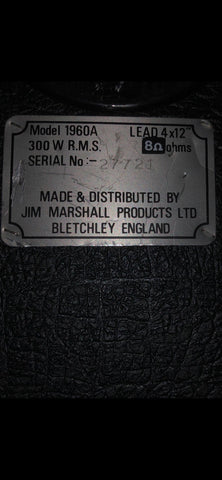 Model 1960A LEAD 4x12"
300 W R.M.S. 8Ω ohms
SERIAL No:- 27721
MADE & DISTRIBUTED BY
JIM MARSHALL PRODUCTS LTD
BLETCHLEY ENGLAND